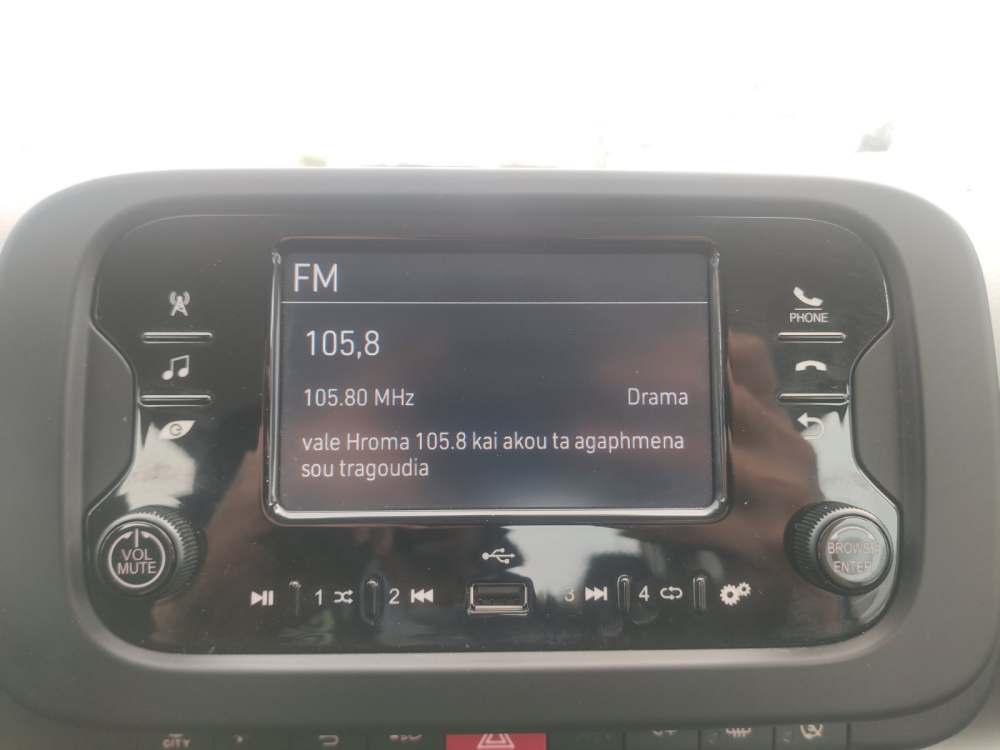 FM
105,8
105.80 MHz Drama
vale Hroma 105.8 kai akou ta agaphmena
sou tragoudia
PHONE
VOL
MUTE
BROWSE
ENTER
1 2 3 4
CITY